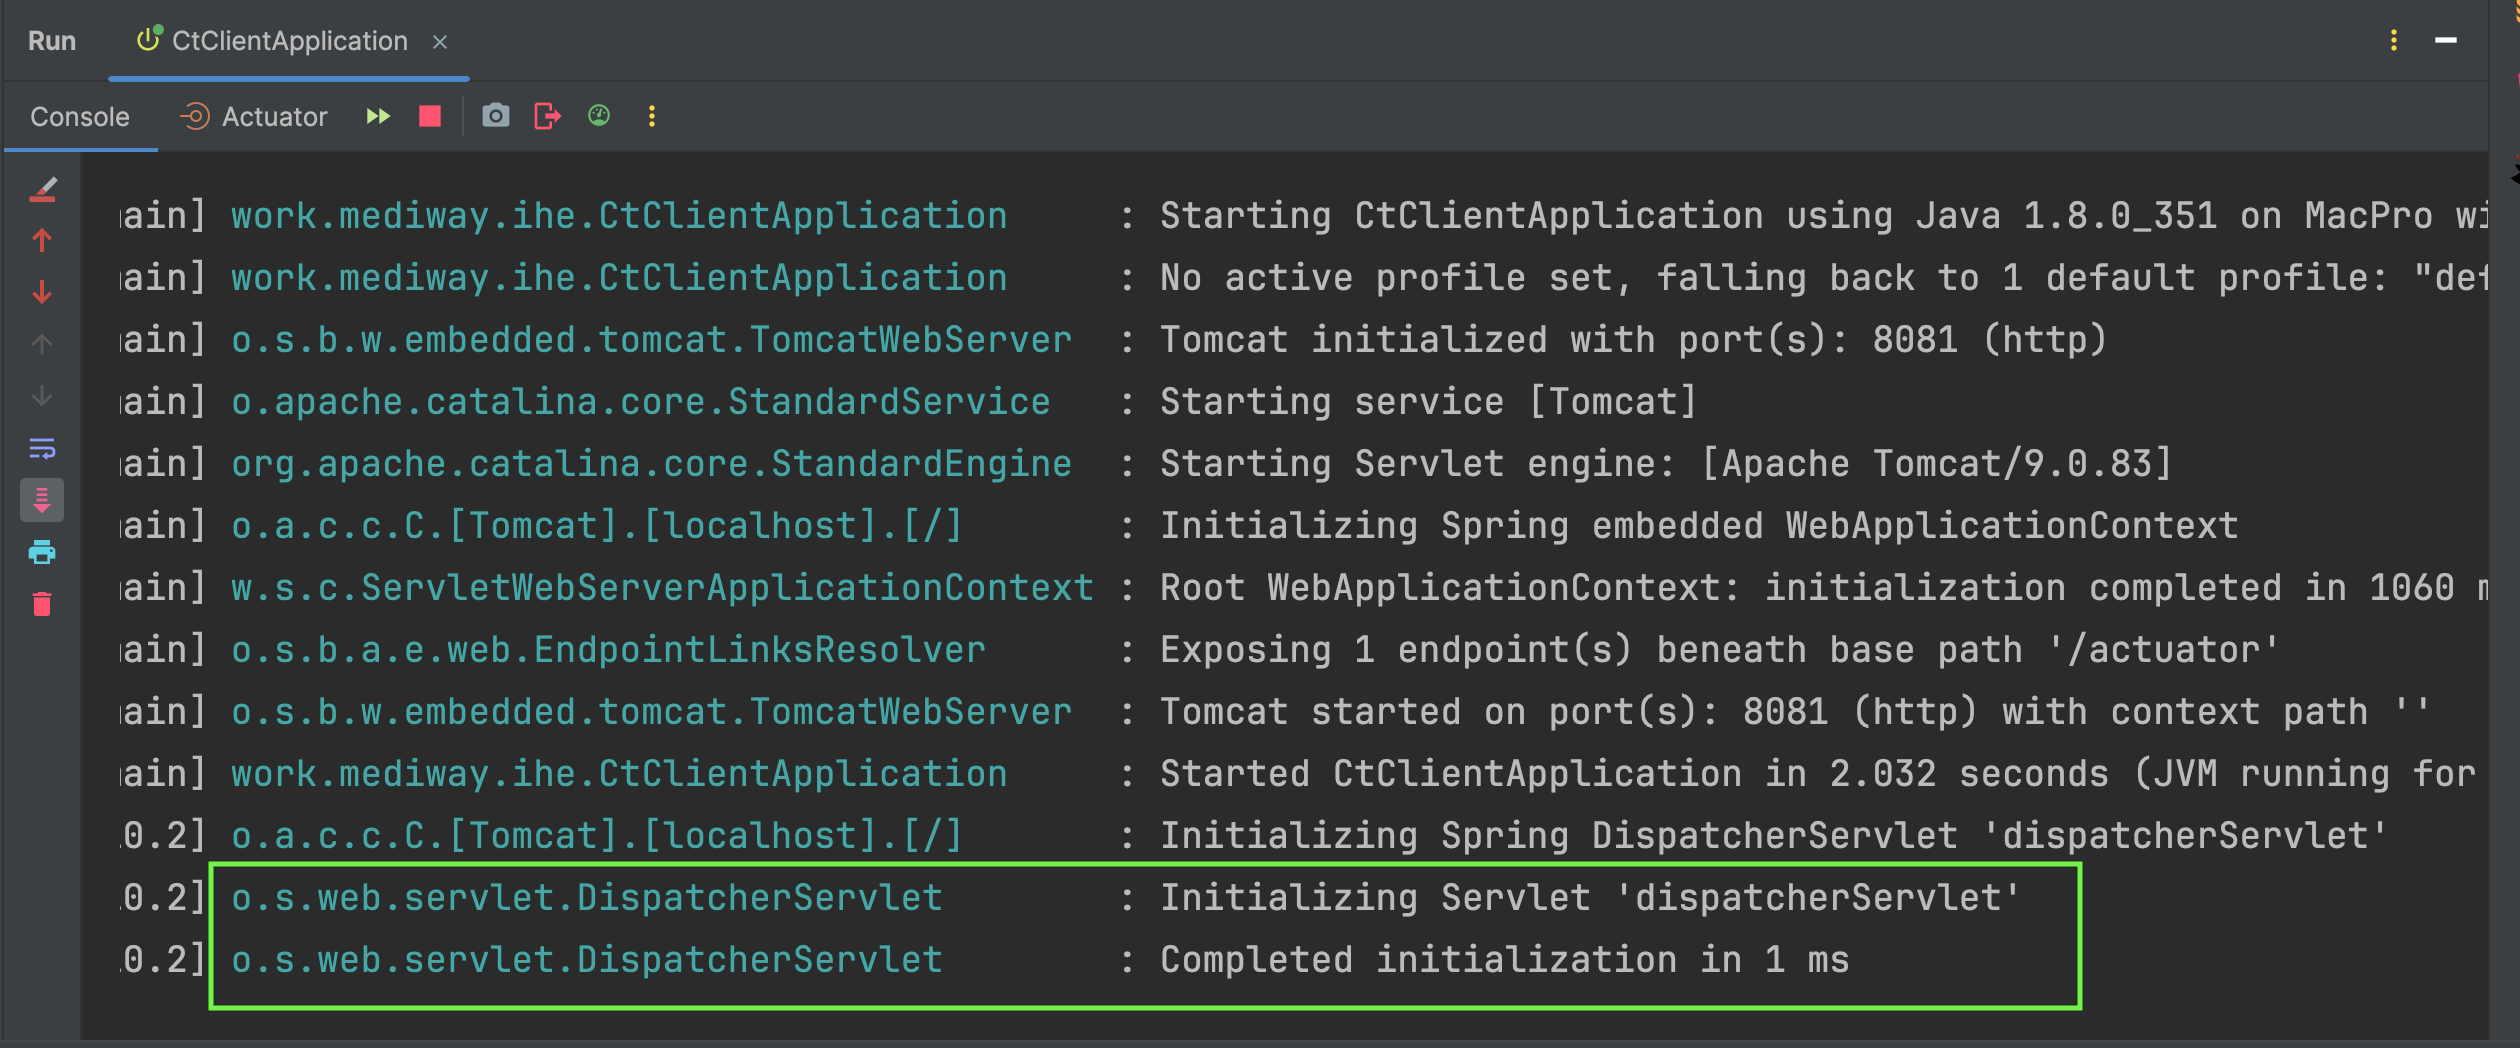 Run CtClientApplication
Console Actuator
ain] work.mediway.ihe.CtClientApplication : Starting CtClientApplication using Java 1.8.0_351 on MacPro wi
ain] work.mediway.ihe.CtClientApplication : No active profile set, falling back to 1 default profile: "def
ain] o.s.b.w.embedded.tomcat.TomcatWebServer : Tomcat initialized with port(s): 8081 (http)
ain] o.apache.catalina.core.StandardService : Starting service [Tomcat]
ain] org.apache.catalina.core.StandardEngine : Starting Servlet engine: [Apache Tomcat/9.0.83]
ain] o.a.c.c.C.[Tomcat].[localhost].[/] : Initializing Spring embedded WebApplicationContext
ain] w.s.c.ServletWebServerApplicationContext : Root WebApplicationContext: initialization completed in 1060 m
ain] o.s.b.a.e.web.EndpointLinksResolver : Exposing 1 endpoint(s) beneath base path '/actuator'
ain] o.s.b.w.embedded.tomcat.TomcatWebServer : Tomcat started on port(s): 8081 (http) with context path ''
ain] work.mediway.ihe.CtClientApplication : Started CtClientApplication in 2.032 seconds (JVM running for
.0.2] o.a.c.c.C.[Tomcat].[localhost].[/] : Initializing Spring DispatcherServlet 'dispatcherServlet'
.0.2] o.s.web.servlet.DispatcherServlet : Initializing Servlet 'dispatcherServlet'
.0.2] o.s.web.servlet.DispatcherServlet : Completed initialization in 1 ms